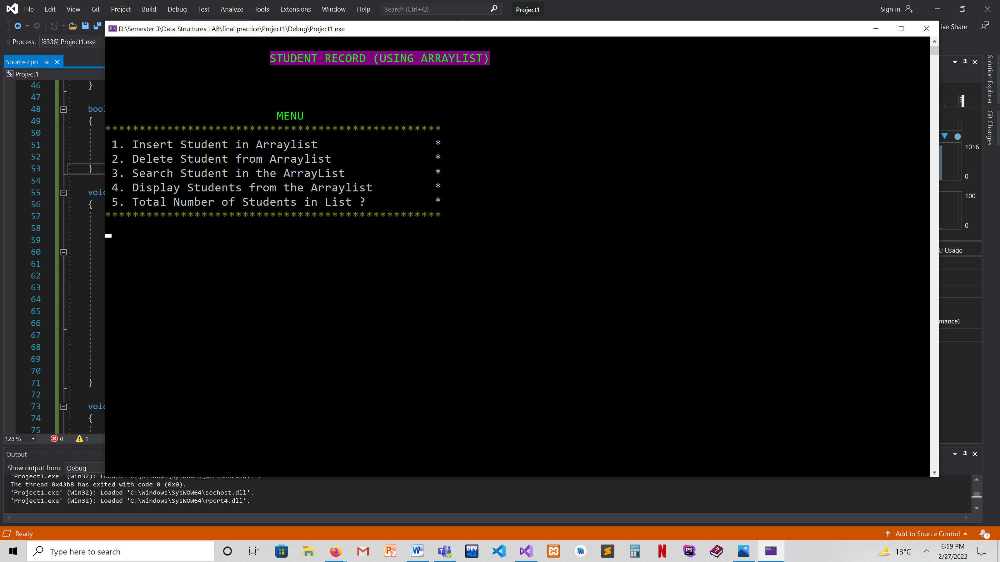 File Edit View Git Project Build Debug Test Analyze Tools Extensions Window Help Search (Ctrl+Q) Project1 Sign in
Live Share
D:\Semester 3\Data Structures LAB\final practice\Project1\Debug\Project1.exe
Process: [8336] Project1.exe
Source.cpp
Project1
STUDENT RECORD (USING ARRAYLIST)
MENU
*************************************************
1. Insert Student in Arraylist *
2. Delete Student from Arraylist *
3. Search Student in the ArrayList *
4. Display Students from the Arraylist *
5. Total Number of Students in List ? *
*************************************************
46 }
47
48 bool
49 {
50
51
52
53 }
54
55 void
56 {
57
58
59
60
61
62
63
64
65
66
67
68
69
70
71 }
72
73 void
74 {
75
Solution Explorer
Git Changes
1016
0
100
0
U Usage
mance)
128 % 0 1
Output
Show output from: Debug
'Project1.exe' (Win32): Loaded 'C:\Windows\SysWOW64\ucrtbased.dll'.
The thread 0x43b8 has exited with code 0 (0x0).
'Project1.exe' (Win32): Loaded 'C:\Windows\SysWOW64\sechost.dll'.
'Project1.exe' (Win32): Loaded 'C:\Windows\SysWOW64\rpcrt4.dll'.
Ready Add to Source Control 1
Type here to search
13°C
6:59 PM
2/27/2022